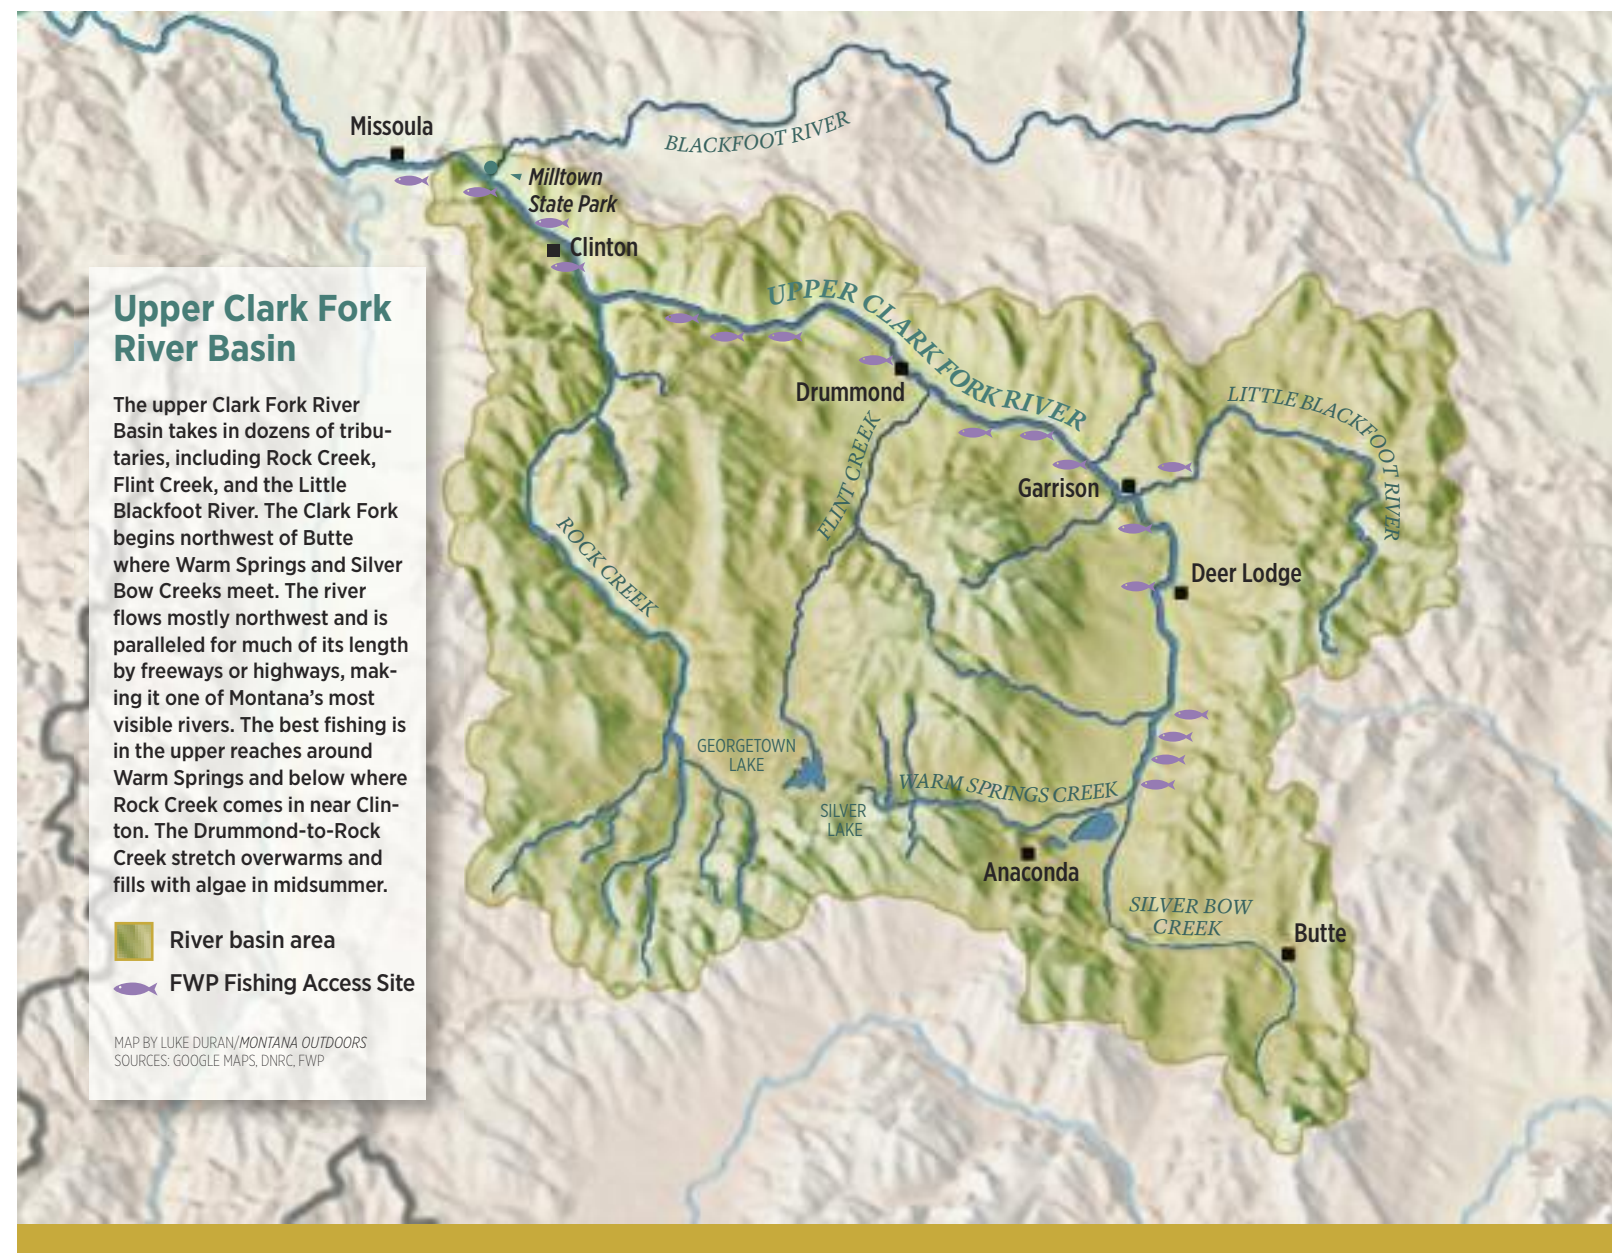 Missoula
BLACKFOOT RIVER
Milltown
State Park
Clinton
Upper Clark Fork
River Basin
The upper Clark Fork River
Basin takes in dozens of tribu-
taries, including Rock Creek,
Flint Creek, and the Little
Blackfoot River. The Clark Fork
begins northwest of Butte
where Warm Springs and Silver
Bow Creeks meet. The river
flows mostly northwest and is
paralleled for much of its length
by freeways or highways, mak-
ing it one of Montana's most
visible rivers. The best fishing is
in the upper reaches around
Warm Springs and below where
Rock Creek comes in near Clin-
ton. The Drummond-to-Rock
Creek stretch overwarms and
fills with algae in midsummer.
River basin area
FWP Fishing Access Site
MAP BY LUKE DURAN/MONTANA OUTDOORS
SOURCES: GOOGLE MAPS, DNRC, FWP
UPPER CLARK FORK RIVER
Drummond
LITTLE BLACKFOOT RIVER
FLINT CREEK
Garrison
ROCK CREEK
Deer Lodge
GEORGETOWN
LAKE
WARM SPRINGS CREEK
SILVER
LAKE
Anaconda
SILVER BOW
CREEK
Butte